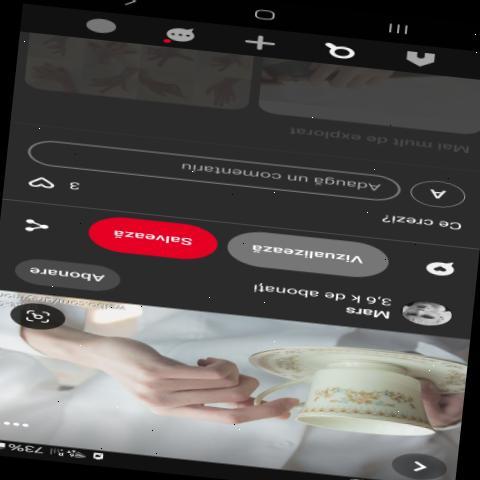 73%
Mars
3,6 k de abonați
Abonare
Vizualizează
Salvează
Ce crezi?
3
A
Adaugă un comentariu
Mai mult de explorat